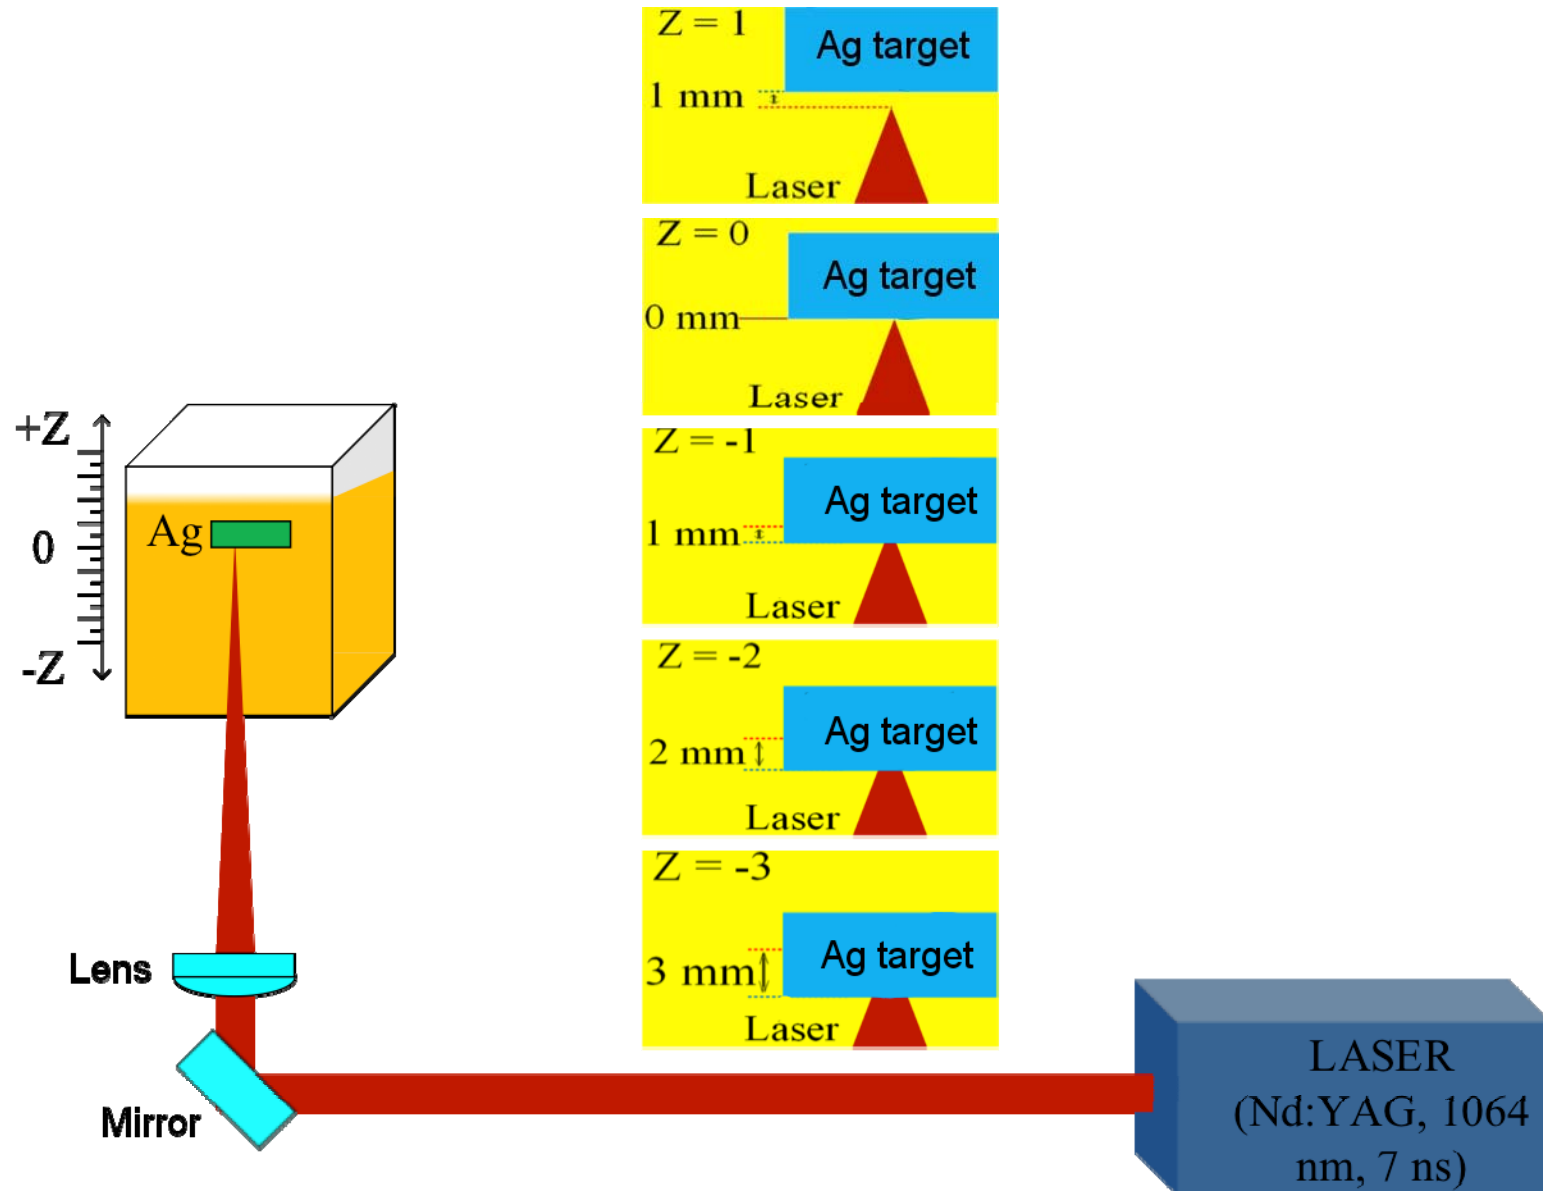 Z = 1
Ag target
1 mm
Laser
Z = 0
Ag target
0 mm
Laser
Z = -1
Ag target
1 mm
Laser
Z = -2
Ag target
2 mm
Laser
Z = -3
Ag target
3 mm
Laser
+Z
Ag
0
-Z
Lens
Mirror
LASER
(Nd:YAG, 1064
nm, 7 ns)